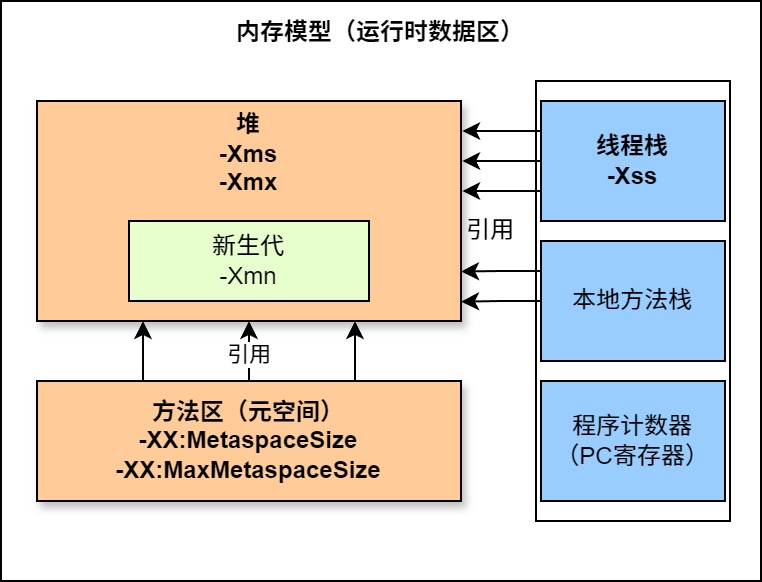 内存模型（运行时数据区）
堆
-Xms
-Xmx
新生代
-Xmn
引用
方法区（元空间）
-XX:MetaspaceSize
-XX:MaxMetaspaceSize
引用
线程栈
-Xss
本地方法栈
程序计数器
（PC寄存器）